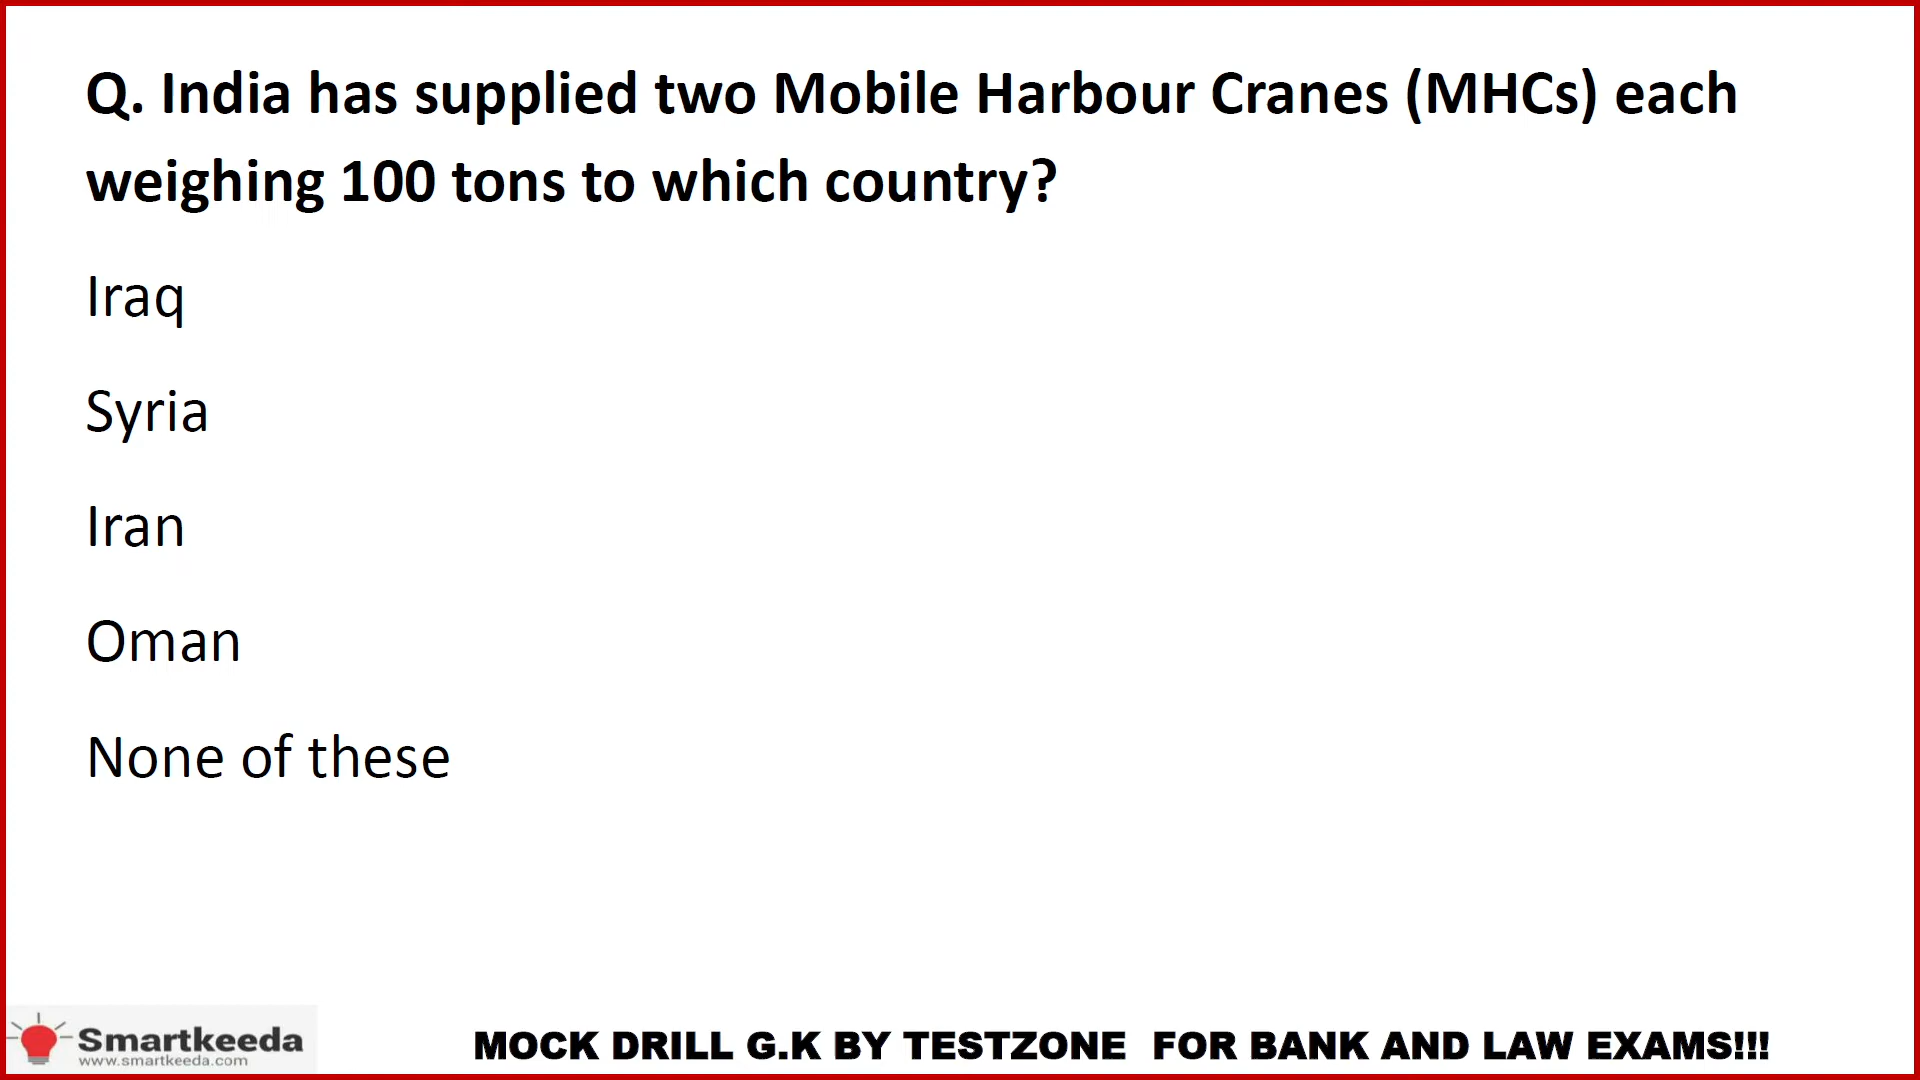 Q. India has supplied two Mobile Harbour Cranes (MHCs) each
weighing 100 tons to which country?
Iraq
Syria
Iran
Oman
None of these
Smartkeeda
www.smartkeeda.com
MOCK DRILL G.K BY TESTZONE  FOR BANK AND LAW EXAMS!!!